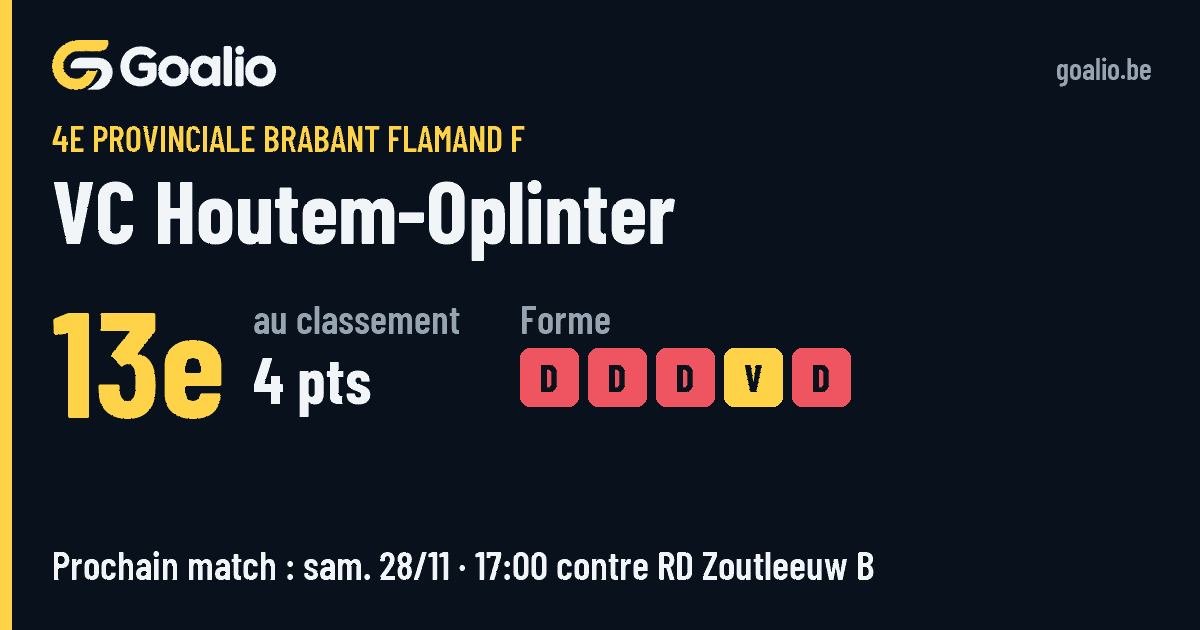 Goalio
goalio.be
4E PROVINCIALE BRABANT FLAMAND F
VC Houtem-Oplinter
13e
au classement
4 pts
Forme
D D D V D
Prochain match : sam. 28/11 · 17:00 contre RD Zoutleeuw B